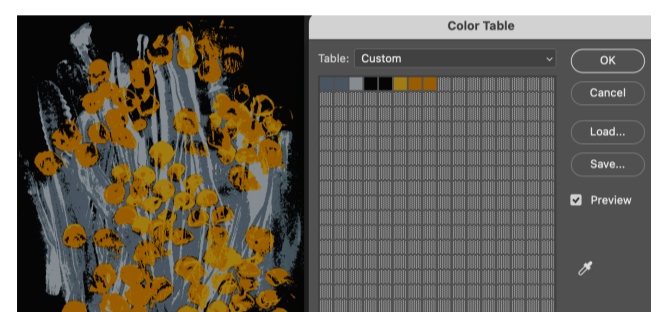 Color Table
Table: Custom
OK
Cancel
Load...
Save...
Preview